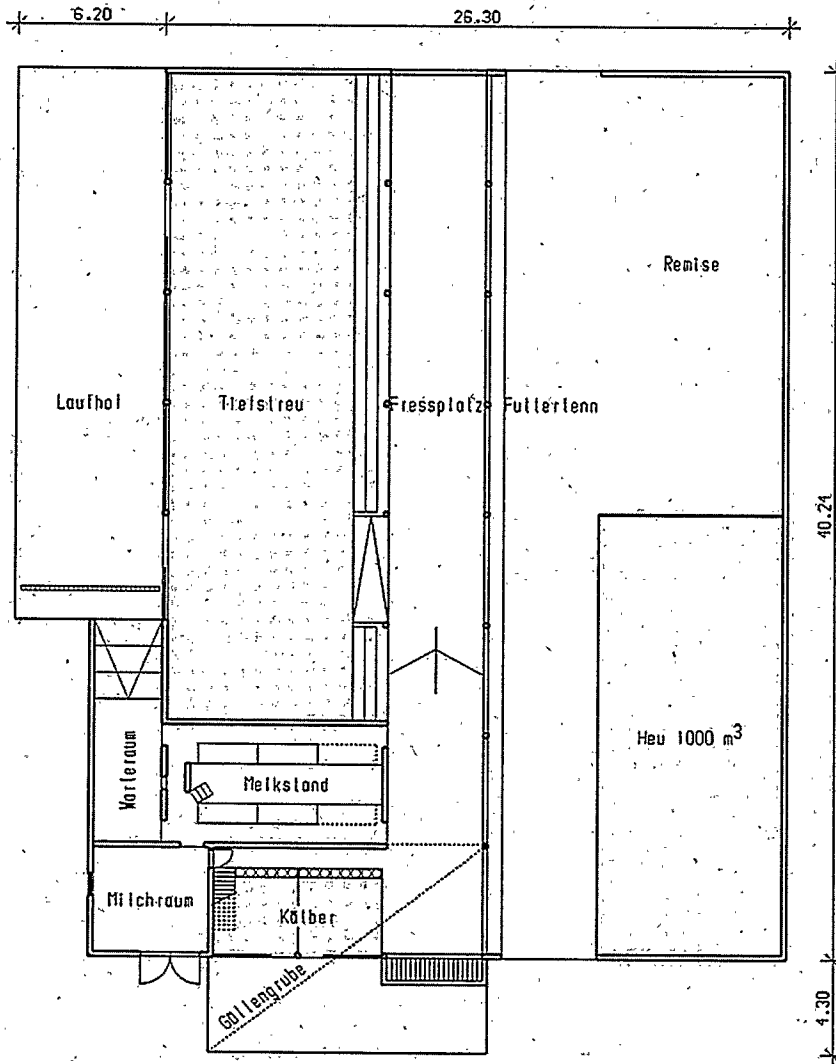 6.20
26.30
Remise
Laufhof
Tiefstreu
Fressplatz
Futtertenn
40.24
Heu 1000 m³
Warteraum
Melkstand
Milchraum
Kälber
Güllengrube
4.30